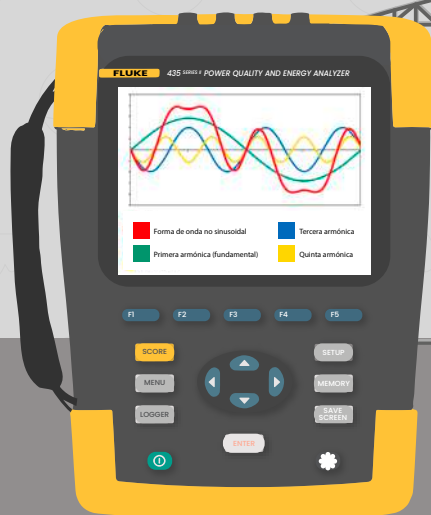 FLUKE 435 SERIES II POWER QUALITY AND ENERGY ANALYZER
Forma de onda no sinusoidal
Tercera armónica
Primera armónica (fundamental)
Quinta armónica
F1 F2 F3 F4 F5
SCORE
SETUP
MENU
MEMORY
LOGGER
SAVE
SCREEN
ENTER